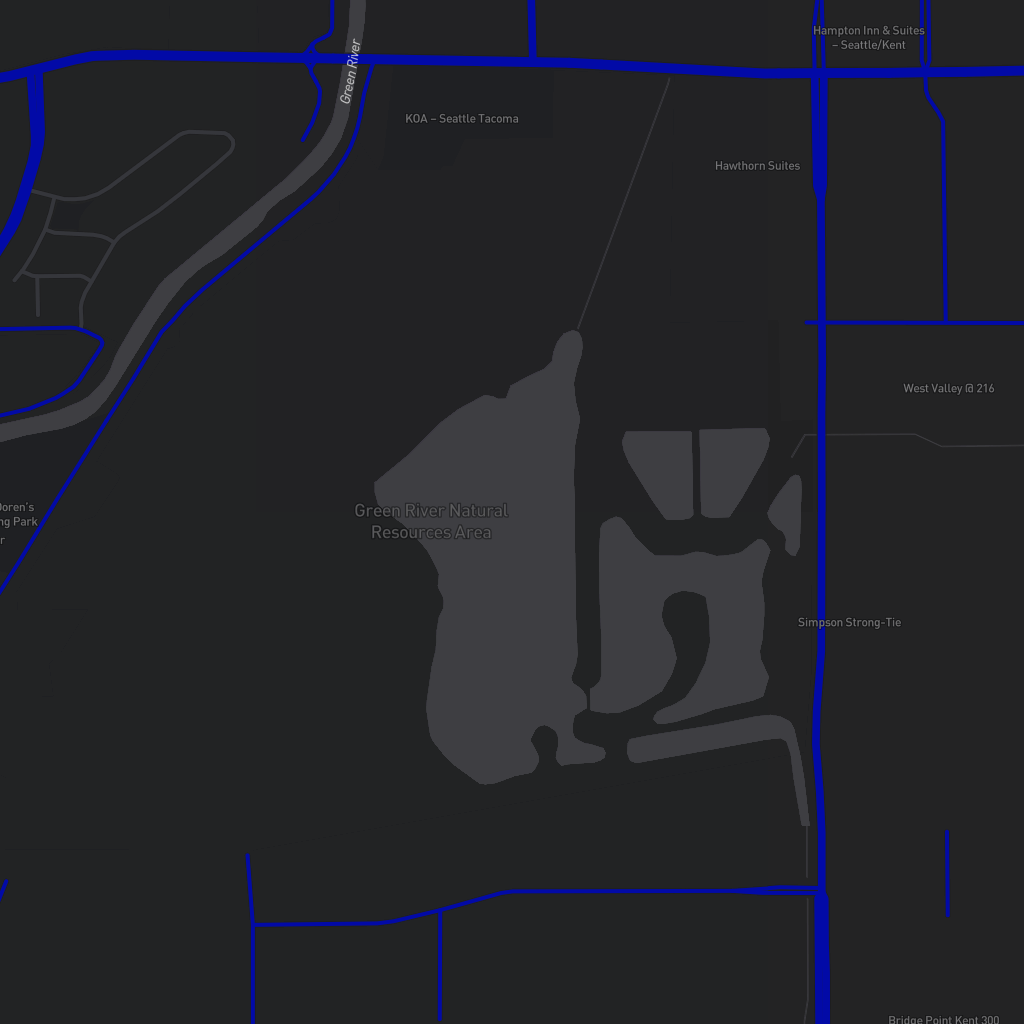 Hampton Inn & Suites
– Seattle/Kent
Green River
KOA – Seattle Tacoma
Hawthorn Suites
West Valley @ 216
Green River Natural
Resources Area
Doren's
ng Park
r
Simpson Strong-Tie
Bridge Point Kent 300